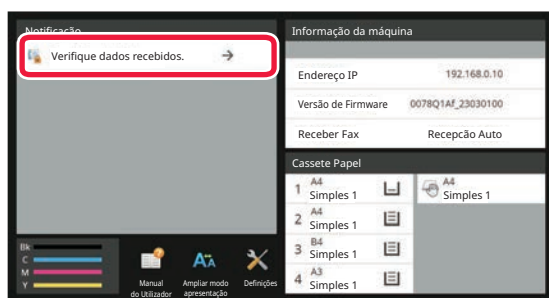 Notificação
Verifique dados recebidos.
Informação da máquina
Endereço IP 192.168.0.10
Versão de Firmware 0078Q1Af_23030100
Receber Fax Recepcão Auto
Cassete Papel
1 A4
Simples 1
A4
Simples 1
2 A4
Simples 1
3 B4
Simples 1
4 A3
Simples 1
Bk
C
M
Y
Manual
do Utilizador
Ampliar modo
apresentação
Definições